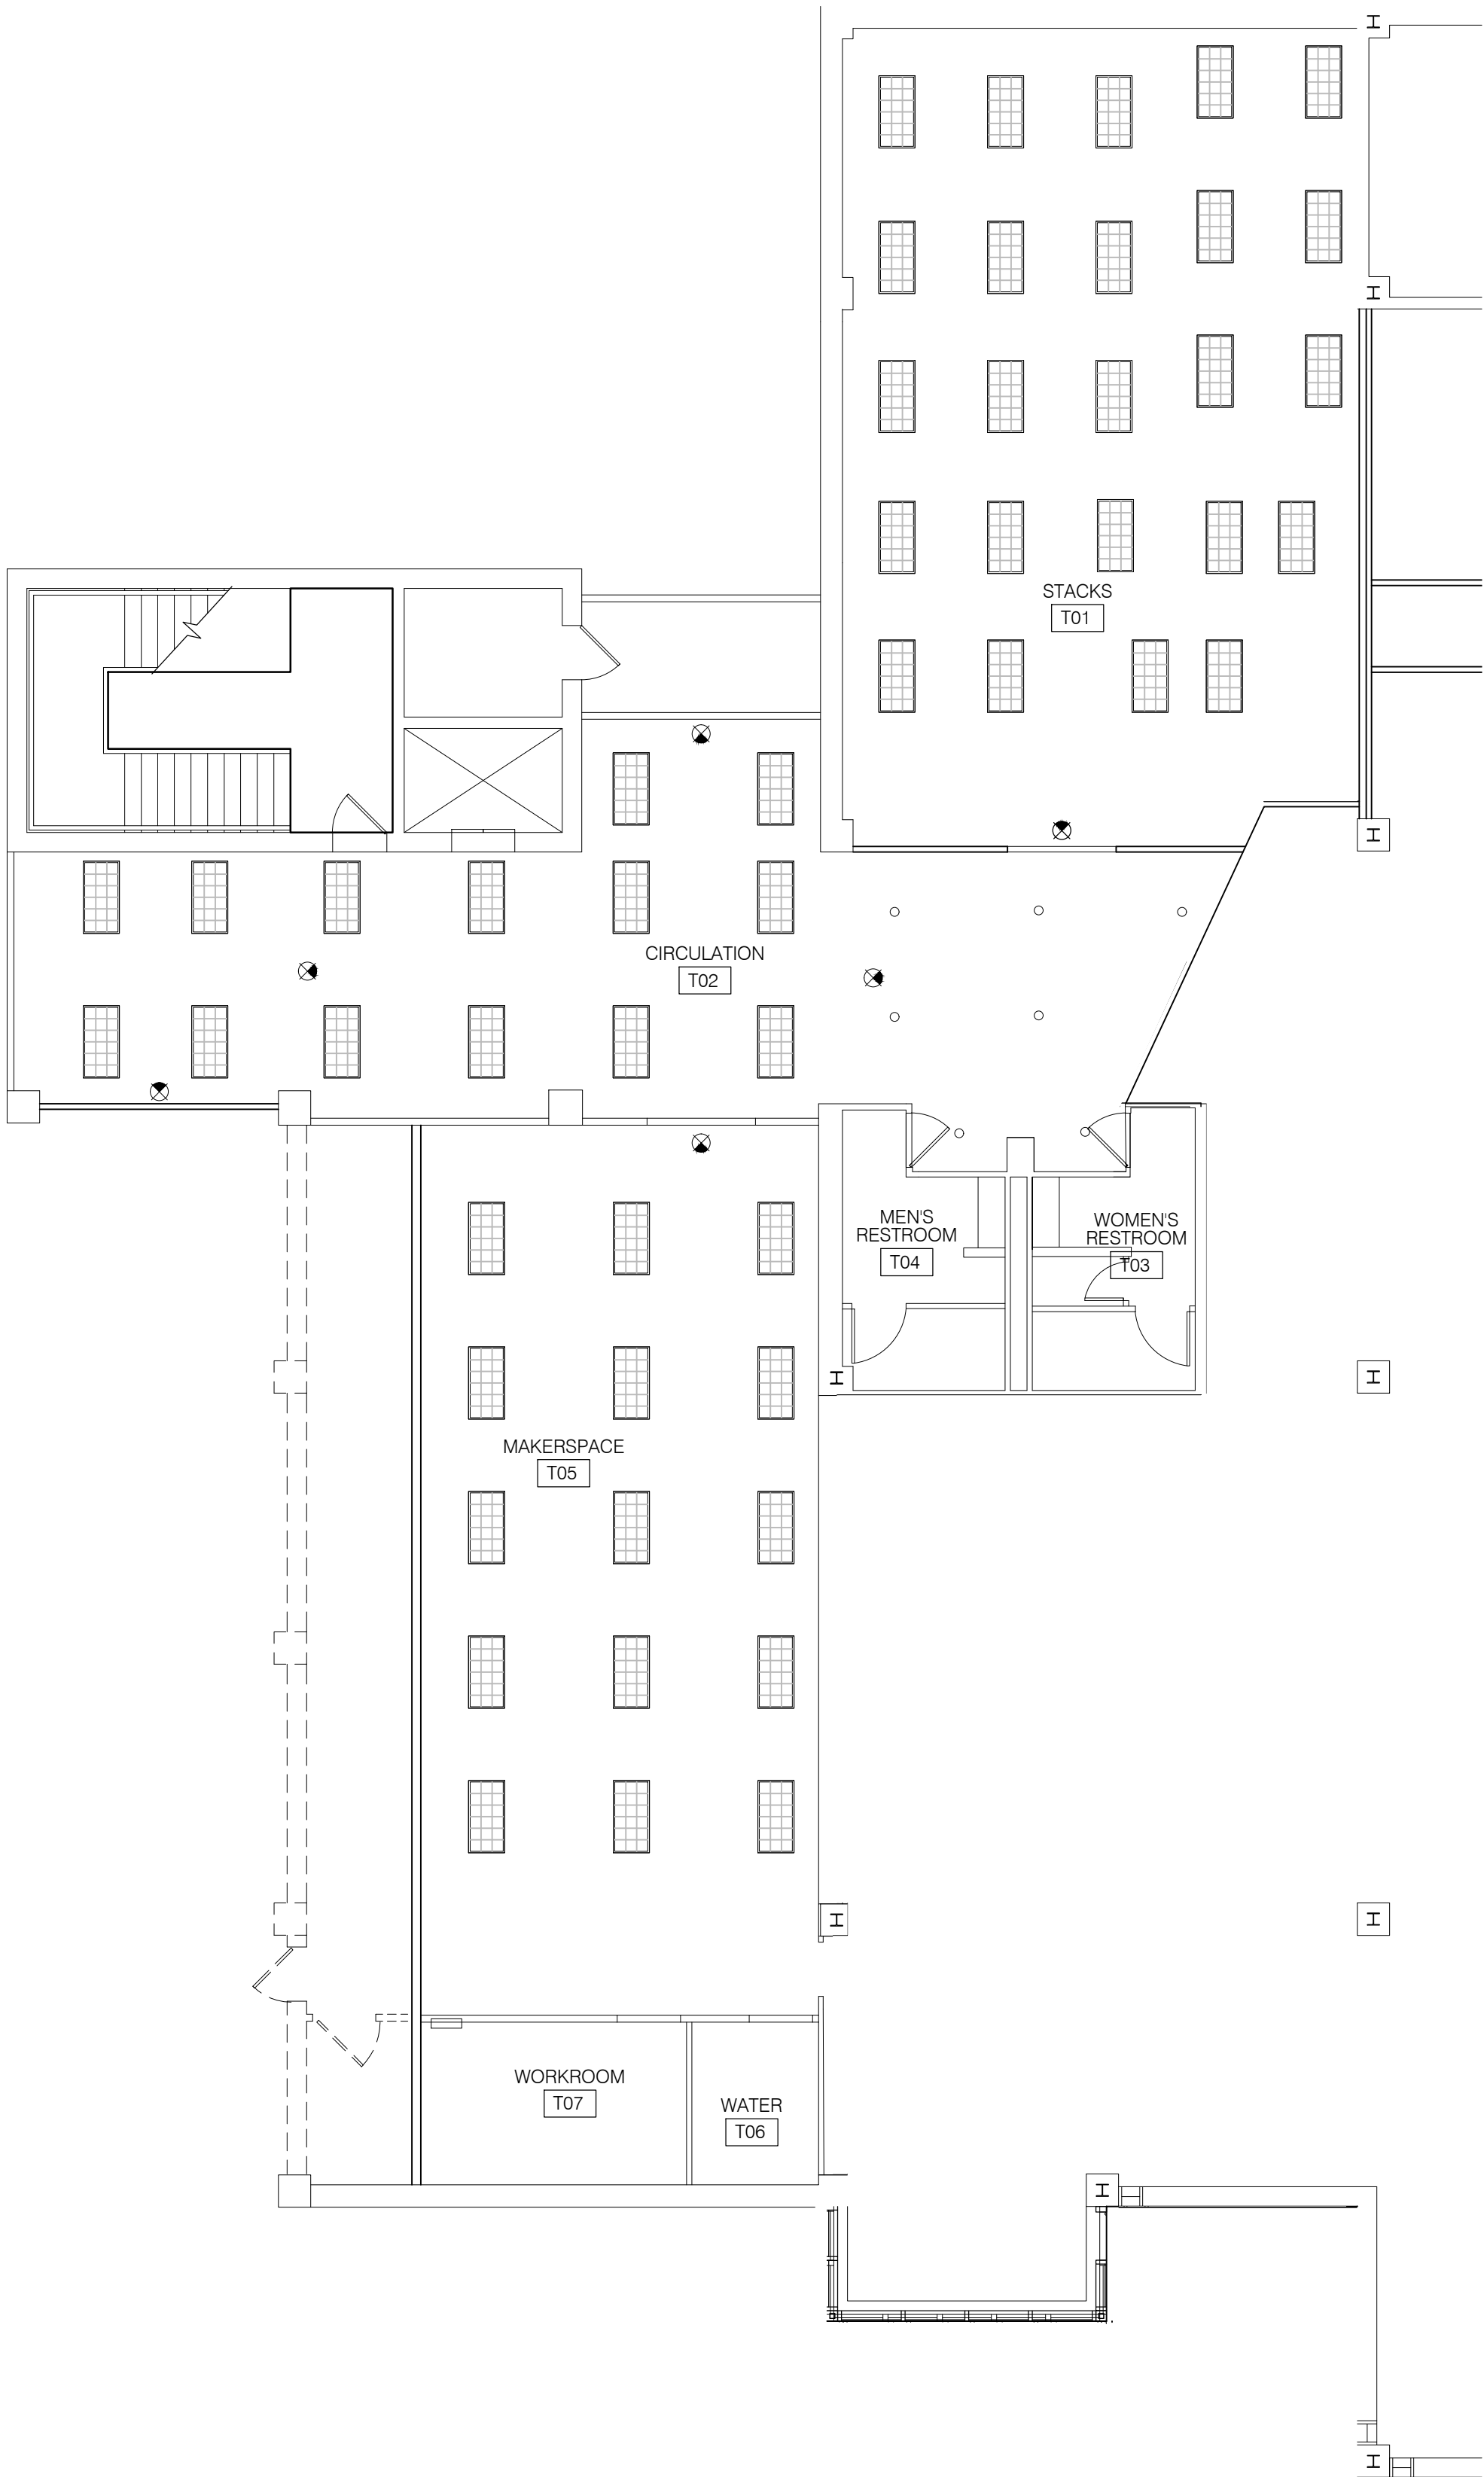 STACKS
T01
CIRCULATION
T02
MEN'S
RESTROOM
T04
WOMEN'S
RESTROOM
T03
MAKERSPACE
T05
WORKROOM
T07
WATER
T06